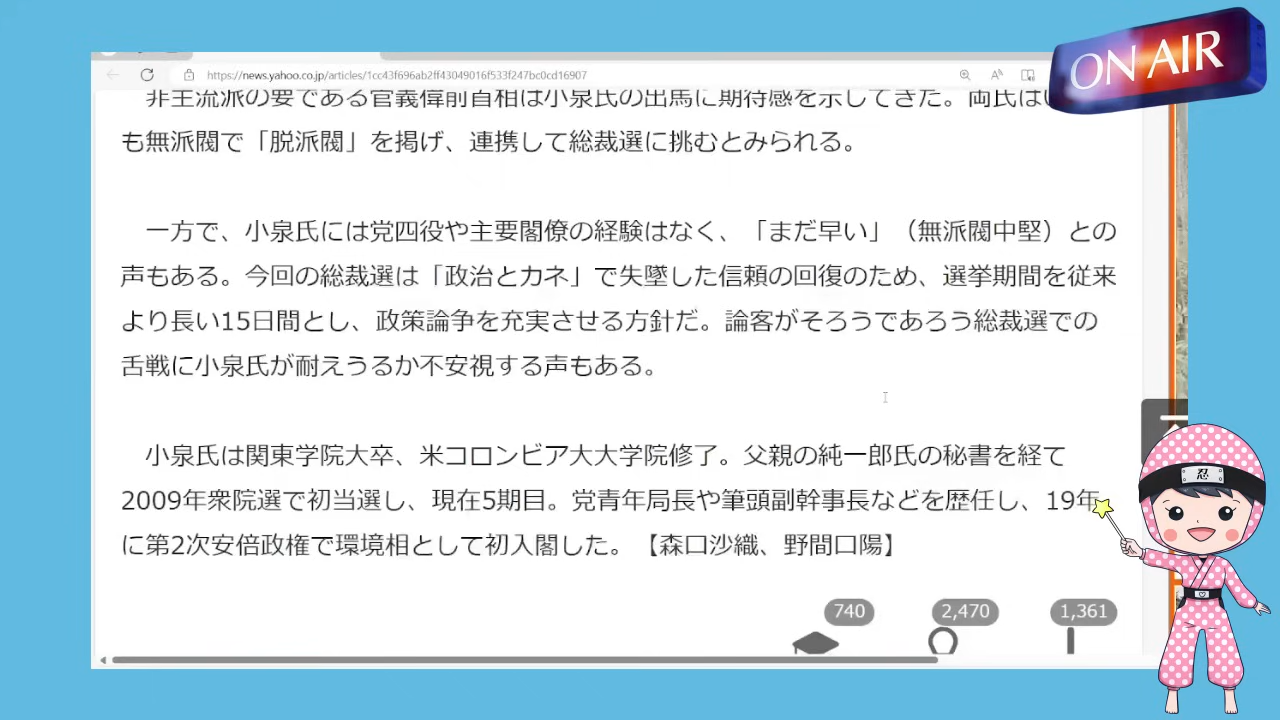 ON AIR
https://news.yahoo.co.jp/articles/1cc43f696ab2ff43049016f533f247bc0cd16907
非主流派の要である菅義偉前首相は小泉氏の出馬に期待感を示してきた。両氏は
も無派閥で「脱派閥」を掲げ、連携して総裁選に挑むとみられる。
一方で、小泉氏には党四役や主要閣僚の経験はなく、「まだ早い」（無派閥中堅）との
声もある。今回の総裁選は「政治とカネ」で失墜した信頼の回復のため、選挙期間を従来
より長い15日間とし、政策論争を充実させる方針だ。論客がそろうであろう総裁選での
舌戦に小泉氏が耐えうるか不安視する声もある。
小泉氏は関東学院大卒、米コロンビア大大学院修了。父親の純一郎氏の秘書を経て
2009年衆院選で初当選し、現在5期目。党青年局長や筆頭副幹事長などを歴任し、19年
に第2次安倍政権で環境相として初入閣した。【森口沙織、野間口陽】
忍
740 2,470 1,361